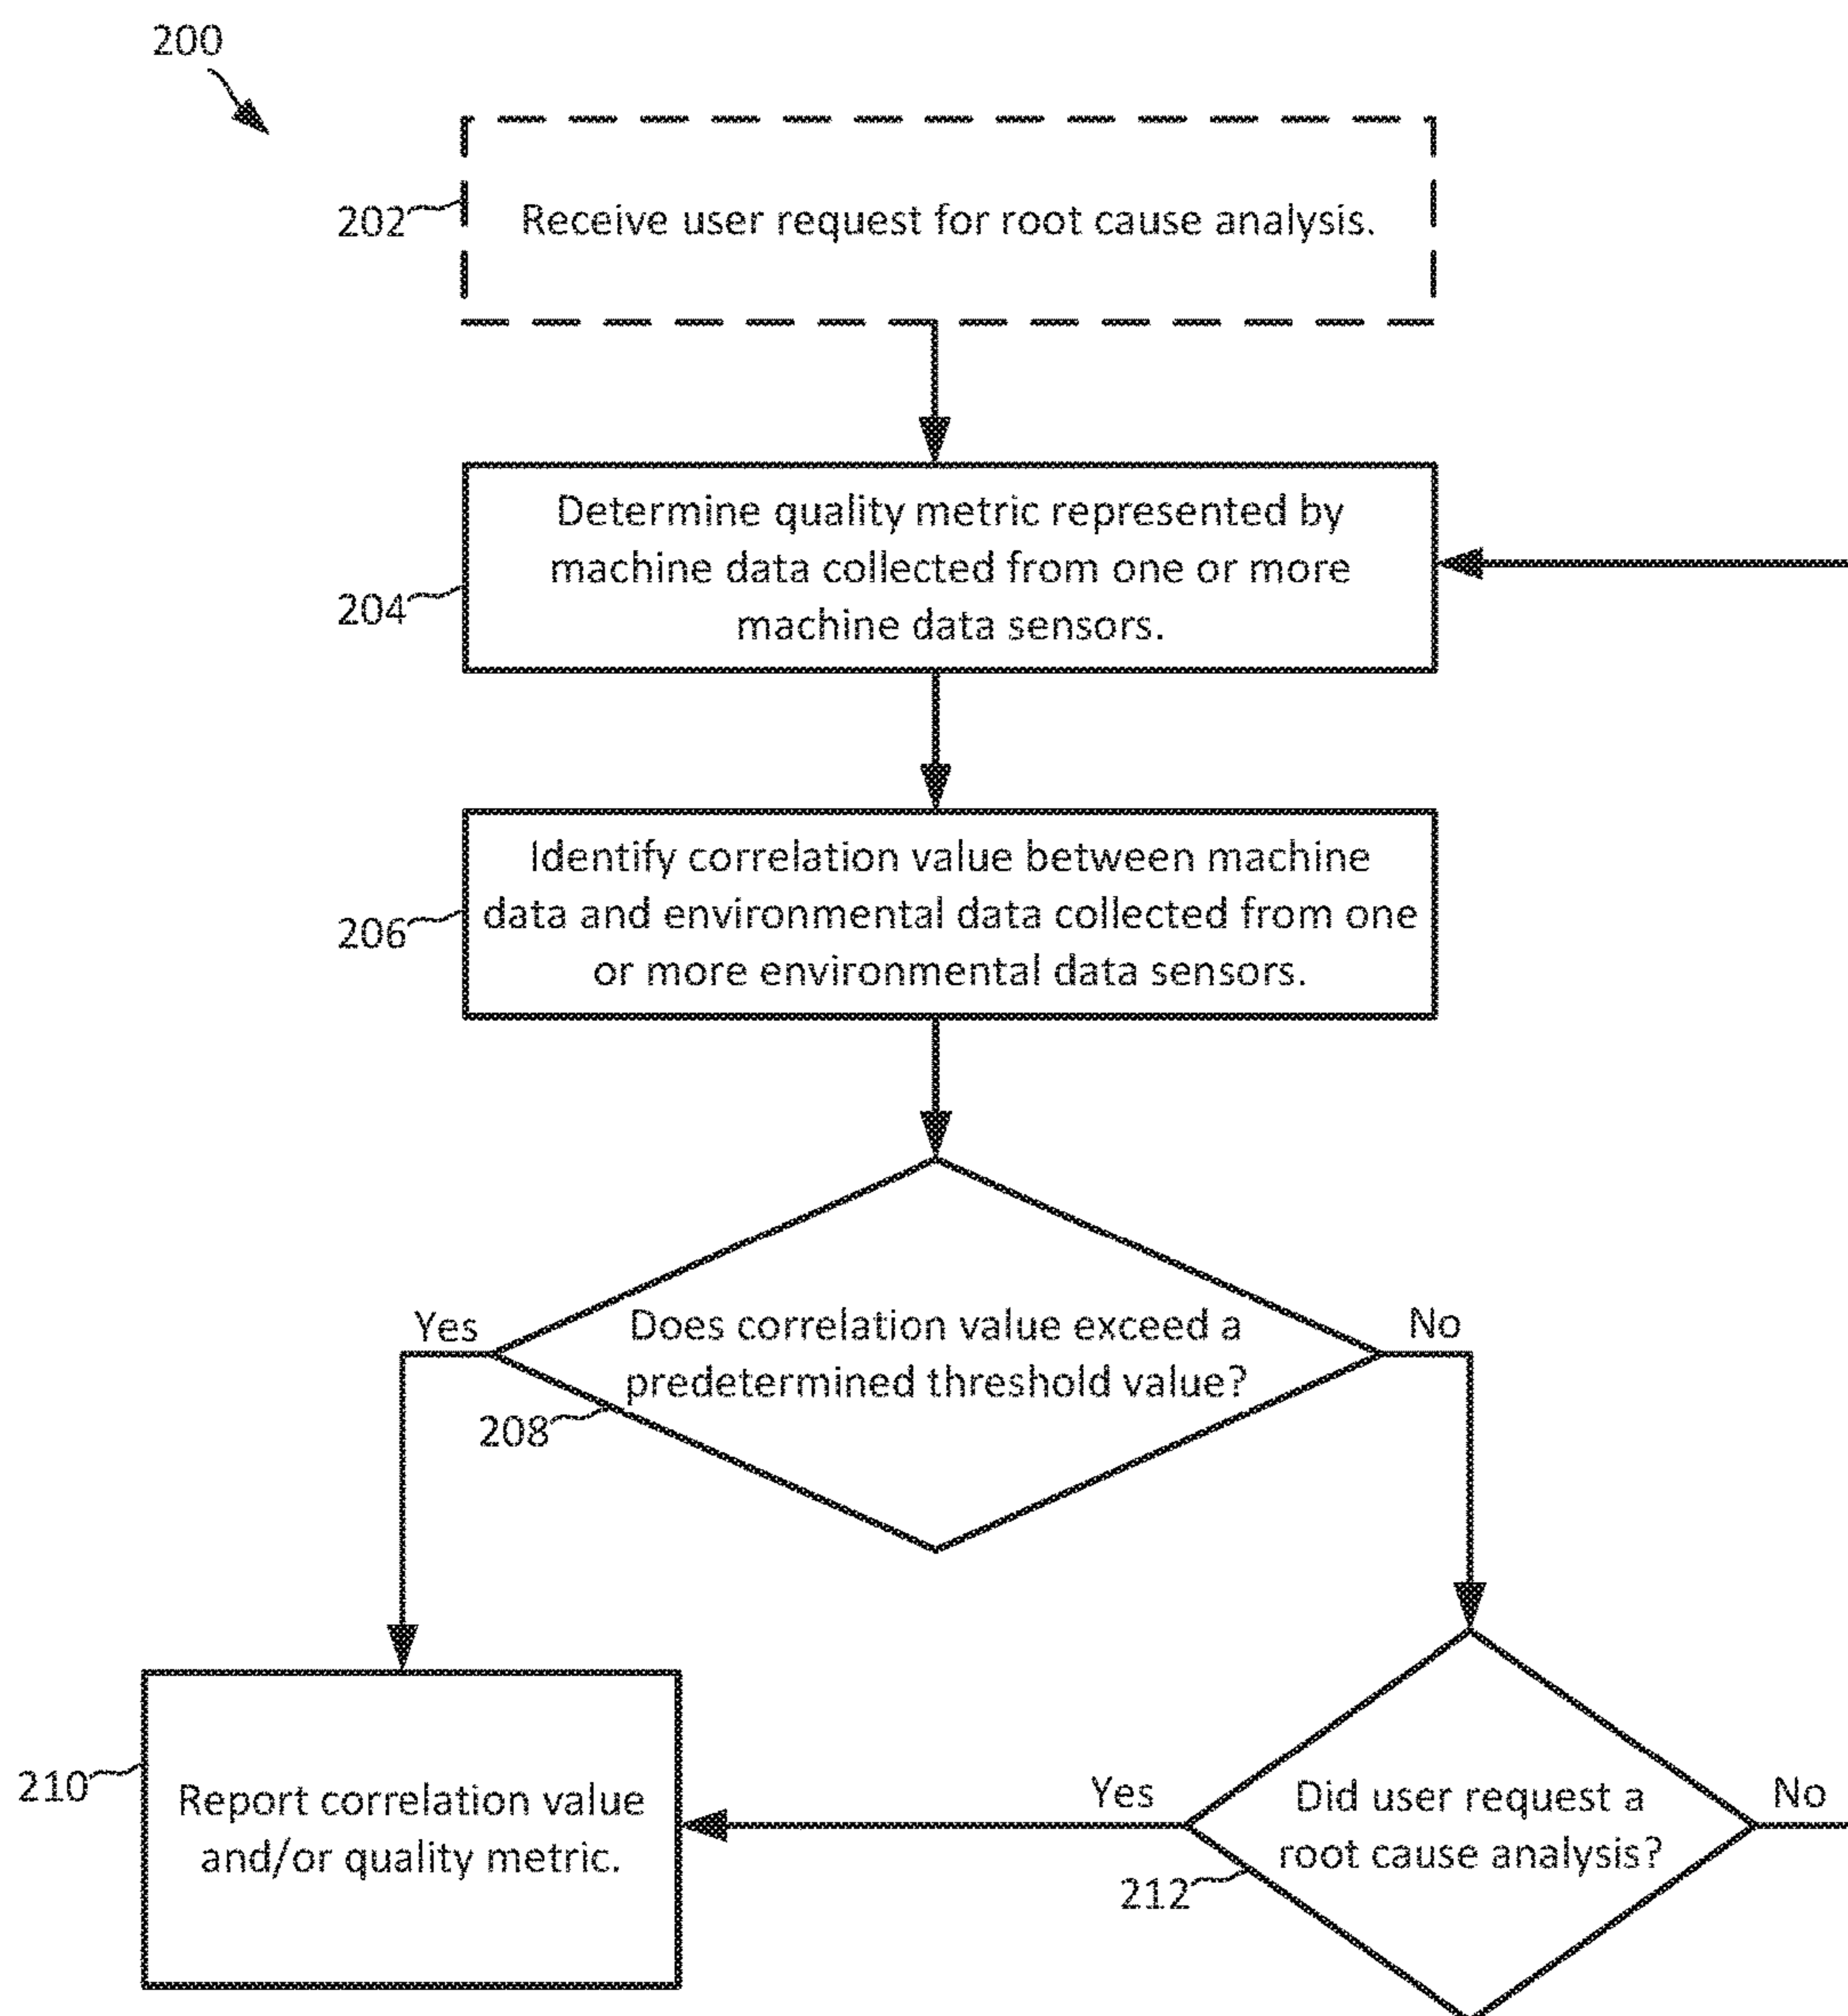 200
202
Receive user request for root cause analysis.
204
Determine quality metric represented by
machine data collected from one or more
machine data sensors.
206
Identify correlation value between machine
data and environmental data collected from one
or more environmental data sensors.
Yes
Does correlation value exceed a
predetermined threshold value?
No
208
210
Report correlation value
and/or quality metric.
Yes
Did user request a
root cause analysis?
No
212